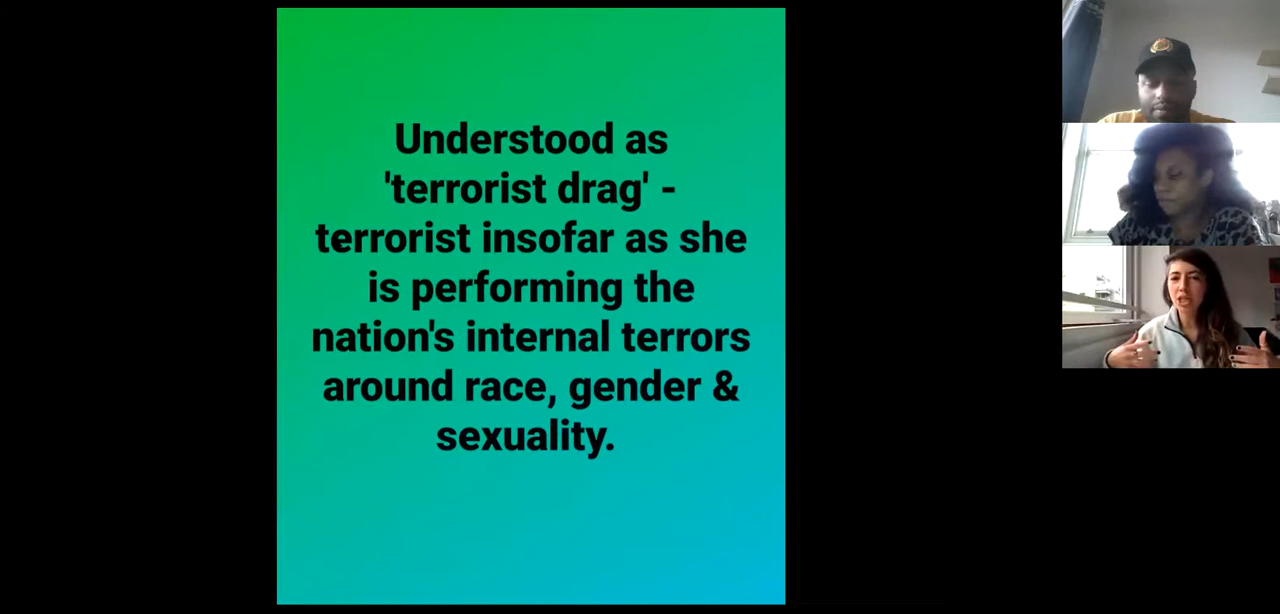 Understood as
'terrorist drag' -
terrorist insofar as she
is performing the
nation's internal terrors
around race, gender &
sexuality.